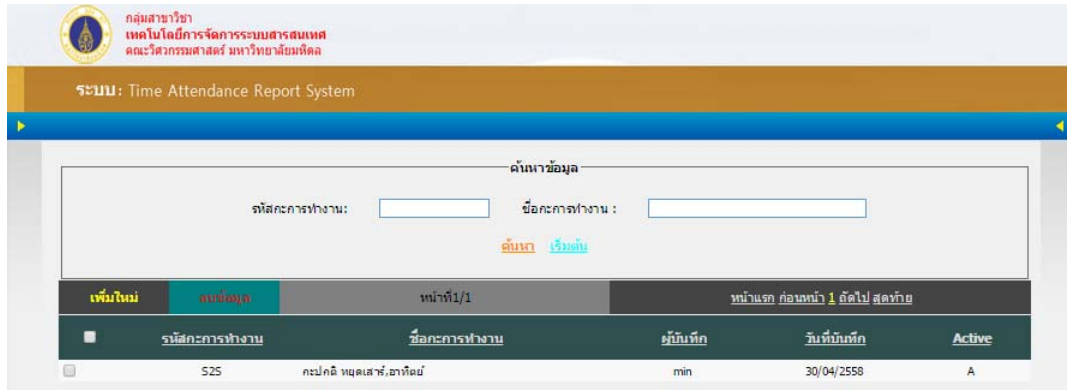 กลุ่มสาขาวิชา
เทคโนโลยีการจัดการระบบสารสนเทศ
คณะวิศวกรรมศาสตร์ มหาวิทยาลัยมหิดล
ระบบ: Time Attendance Report System
ค้นหาข้อมูล
รหัสกะการทำงาน: ชื่อกะการทำงาน :
ค้นหา เริ่มต้น
เพิ่มใหม่ ลบข้อมูล หน้าที่1/1 หน้าแรก ก่อนหน้า 1 ถัดไป สุดท้าย
รหัสกะการทำงาน ชื่อกะการทำงาน ผู้บันทึก วันที่บันทึก Active
S2S กะปกติ หยุดเสาร์,อาทิตย์ min 30/04/2558 A